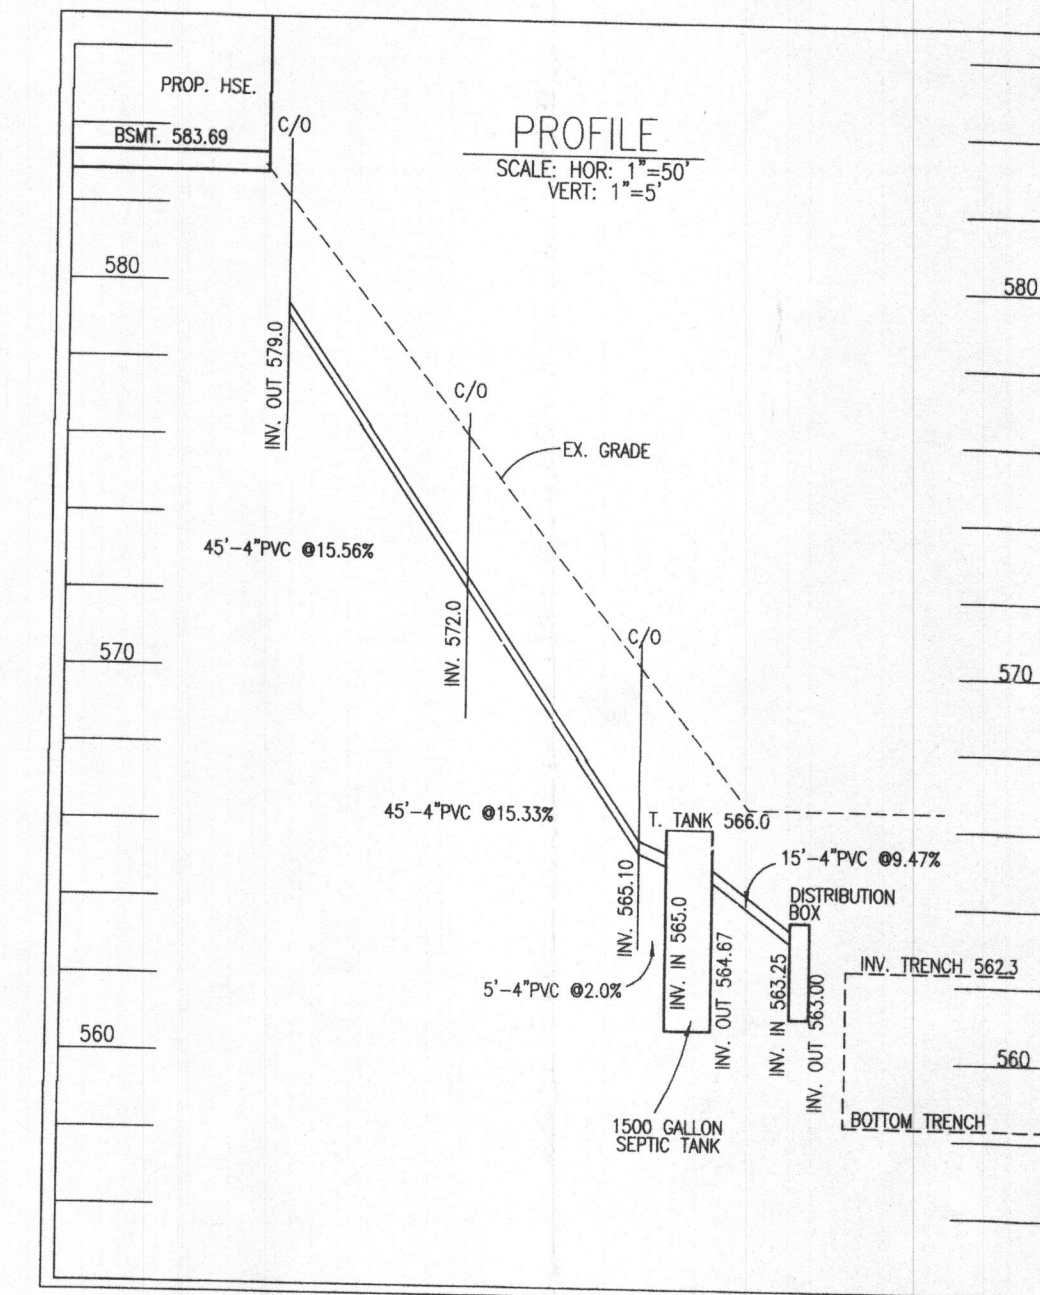 PROP. HSE.
BSMT. 583.69
C/O
PROFILE
SCALE: HOR: 1"=50'
VERT: 1"=5'
580
580
INV. OUT 579.0
C/O
EX. GRADE
45'-4"PVC @15.56%
INV. 572.0
C/O
570
570
45'-4"PVC @15.33%
T. TANK 566.0
15'-4"PVC @9.47%
DISTRIBUTION
BOX
INV. 565.10
INV. IN 565.0
INV. OUT 564.67
INV. IN 563.25
INV. OUT 563.00
INV. TRENCH 562.3
5'-4"PVC @2.0%
560
560
1500 GALLON
SEPTIC TANK
BOTTOM TRENCH